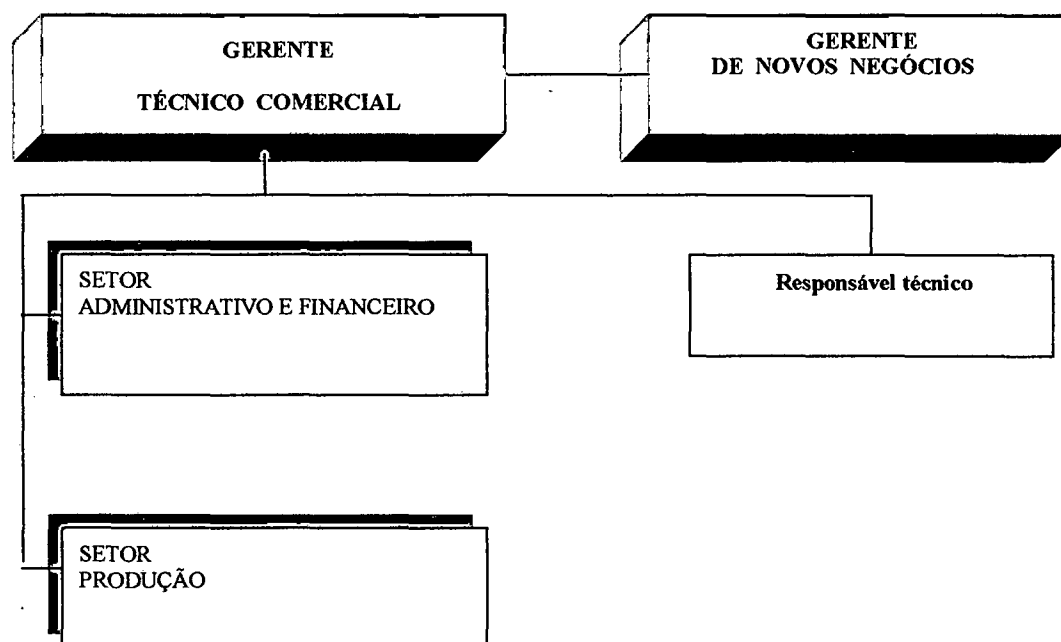 GERENTE
TÉCNICO COMERCIAL
GERENTE
DE NOVOS NEGÓCIOS
SETOR
ADMINISTRATIVO E FINANCEIRO
Responsável técnico
SETOR
PRODUÇÃO